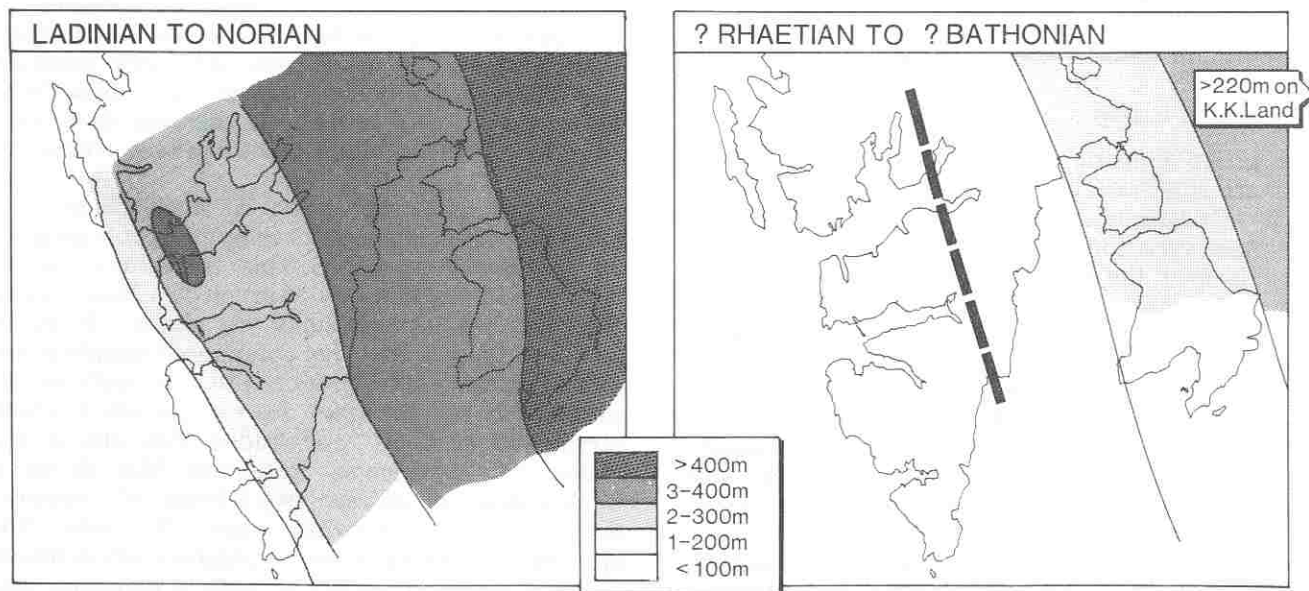 LADINIAN TO NORIAN
? RHAETIAN TO ? BATHONIAN
>220m on
K.K.Land
>400m
3-400m
2-300m
1-200m
<100m